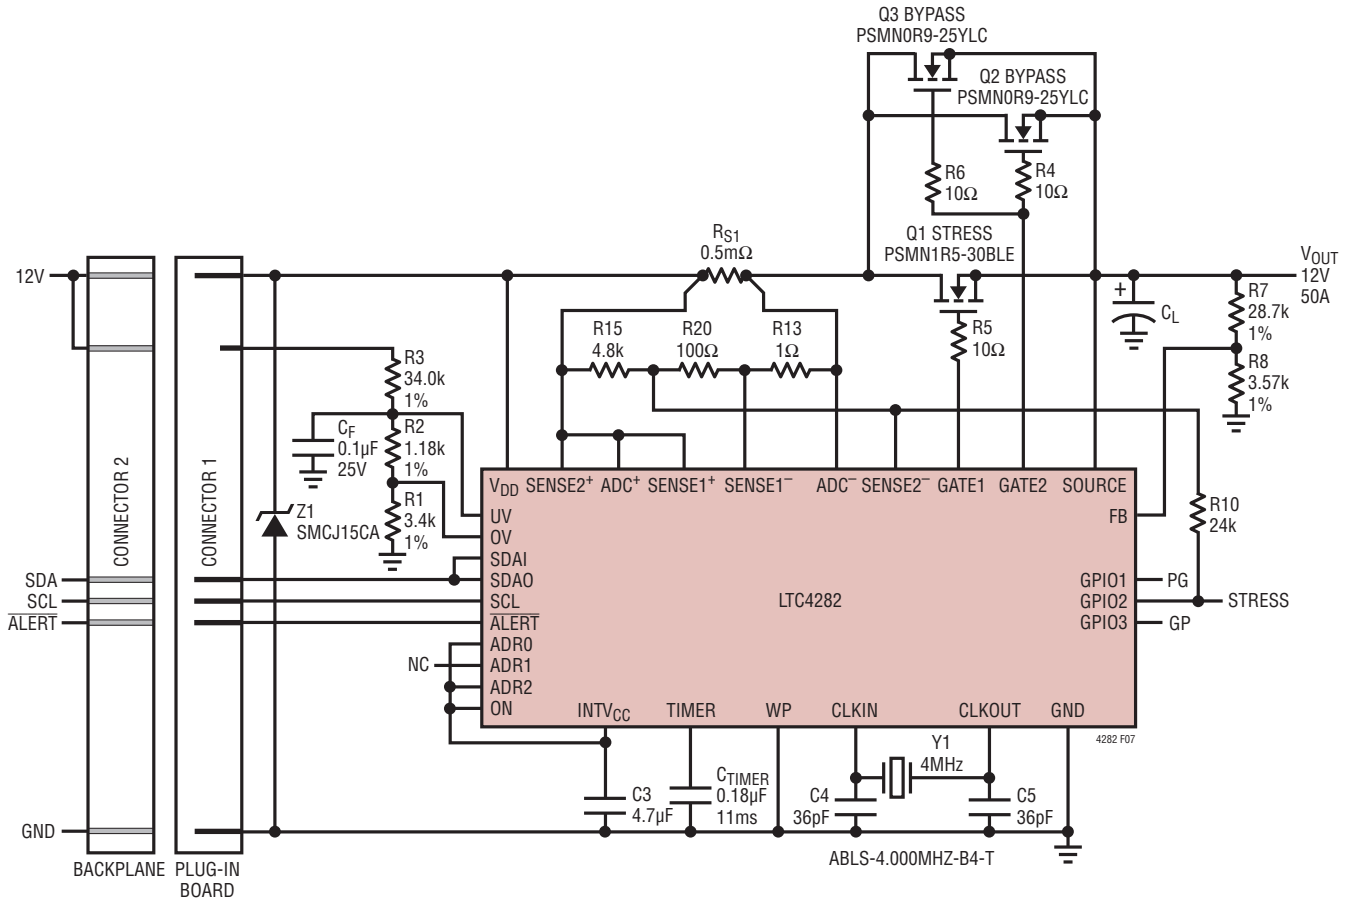 Q3 BYPASS
PSMN0R9-25YLC
Q2 BYPASS
PSMN0R9-25YLC
R6
10Ω
R4
10Ω
Q1 STRESS
PSMN1R5-30BLE
RS1
0.5mΩ
12V
VOUT
12V
50A
R7
28.7k
1%
CL
+
R8
3.57k
1%
R5
10Ω
R15
4.8k
R20
100Ω
R13
1Ω
R3
34.0k
1%
CF
0.1µF
25V
R2
1.18k
1%
R1
3.4k
1%
Z1
SMCJ15CA
CONNECTOR 2
CONNECTOR 1
VDD
SENSE2+
ADC+
SENSE1+
SENSE1–
ADC–
SENSE2–
GATE1
GATE2
SOURCE
UV
OV
SDAI
SDAO
SCL
ALERT
ADR0
ADR1
ADR2
ON
NC
LTC4282
FB
GPIO1
GPIO2
GPIO3
PG
STRESS
GP
R10
24k
SDA
SCL
ALERT
GND
INTVCC
TIMER
WP
CLKIN
CLKOUT
GND
4282 F07
C3
4.7µF
CTIMER
0.18µF
11ms
C4
36pF
Y1
4MHz
C5
36pF
ABLS-4.000MHZ-B4-T
BACKPLANE
PLUG-IN
BOARD